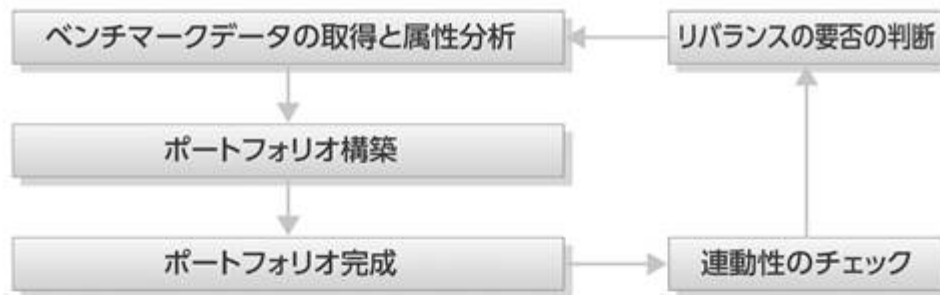 ベンチマークデータの取得と属性分析
リバランスの要否の判断
ポートフォリオ構築
ポートフォリオ完成
連動性のチェック